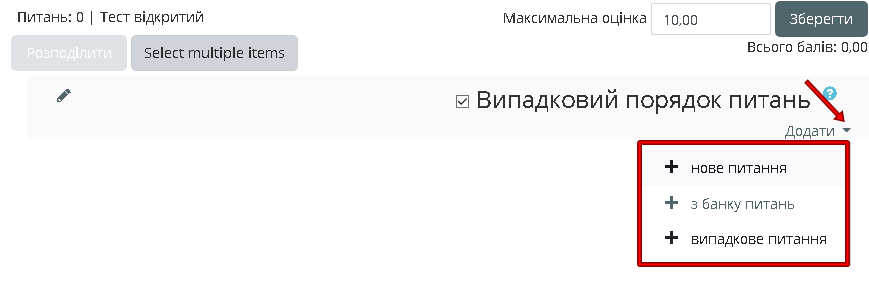 Питань: 0 | Тест відкритий
Максимальна оцінка 10,00 Зберегти
Розподілити Select multiple items
Всього балів: 0,00
Випадковий порядок питань ?
Додати
+ нове питання
+ з банку питань
+ випадкове питання